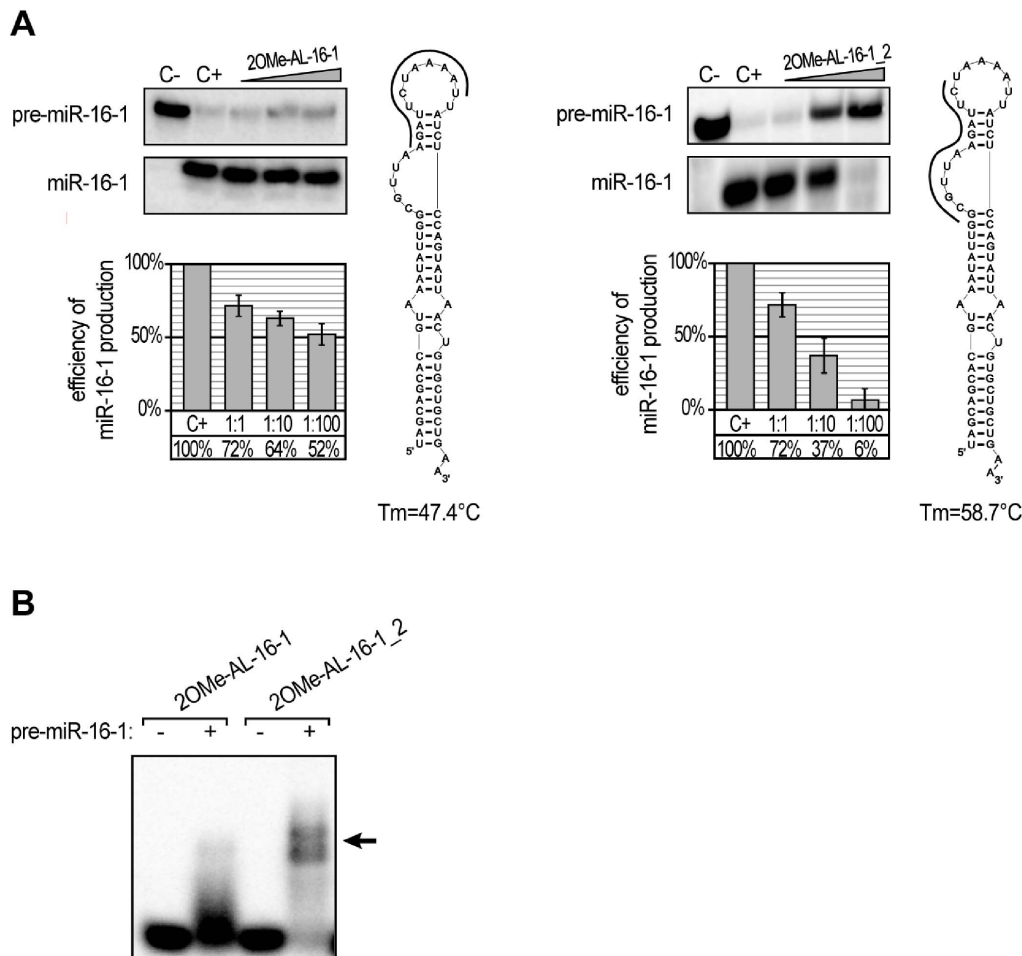 A
C- C+ 2OMe-AL-16-1
pre-miR-16-1
miR-16-1
efficiency of
miR-16-1 production
100%
50%
0%
C+ 1:1 1:10 1:100
100% 72% 64% 52%
5'
3'
Tm=47.4°C
C- C+ 2OMe-AL-16-1_2
pre-miR-16-1
miR-16-1
efficiency of
miR-16-1 production
100%
50%
0%
C+ 1:1 1:10 1:100
100% 72% 37% 6%
5'
3'
Tm=58.7°C
B
2OMe-AL-16-1 2OMe-AL-16-1_2
pre-miR-16-1: - + - +